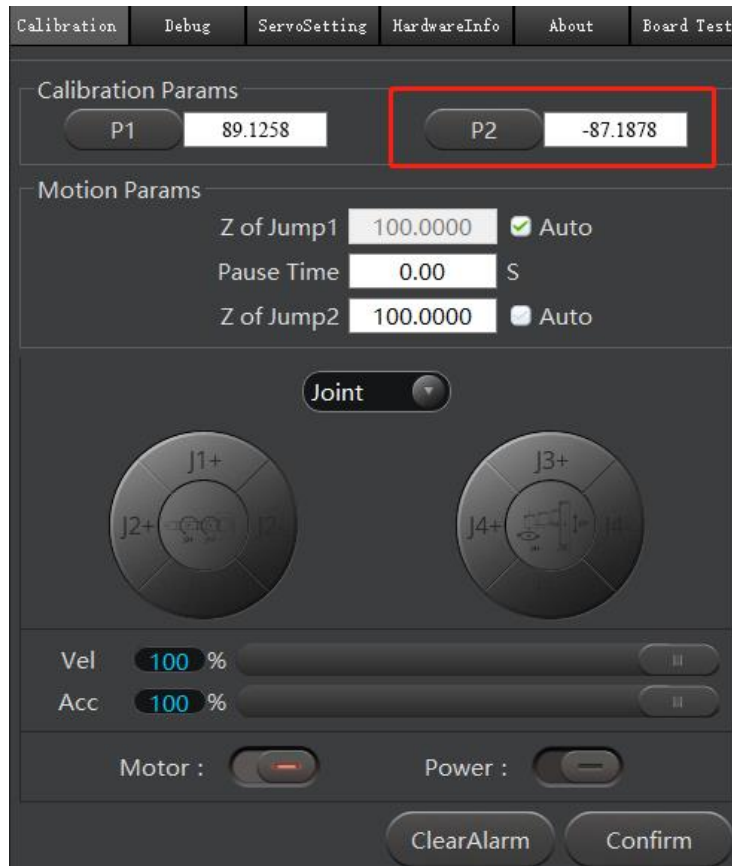 Calibration Debug ServoSetting HardwareInfo About Board Test
Calibration Params
P1 89.1258 P2 -87.1878
Motion Params
Z of Jump1 100.0000 Auto
Pause Time 0.00 S
Z of Jump2 100.0000 Auto
Joint
J1+ J3+
J2+ J2- J4+ J4-
Vel 100 %
Acc 100 %
Motor : Power :
ClearAlarm Confirm